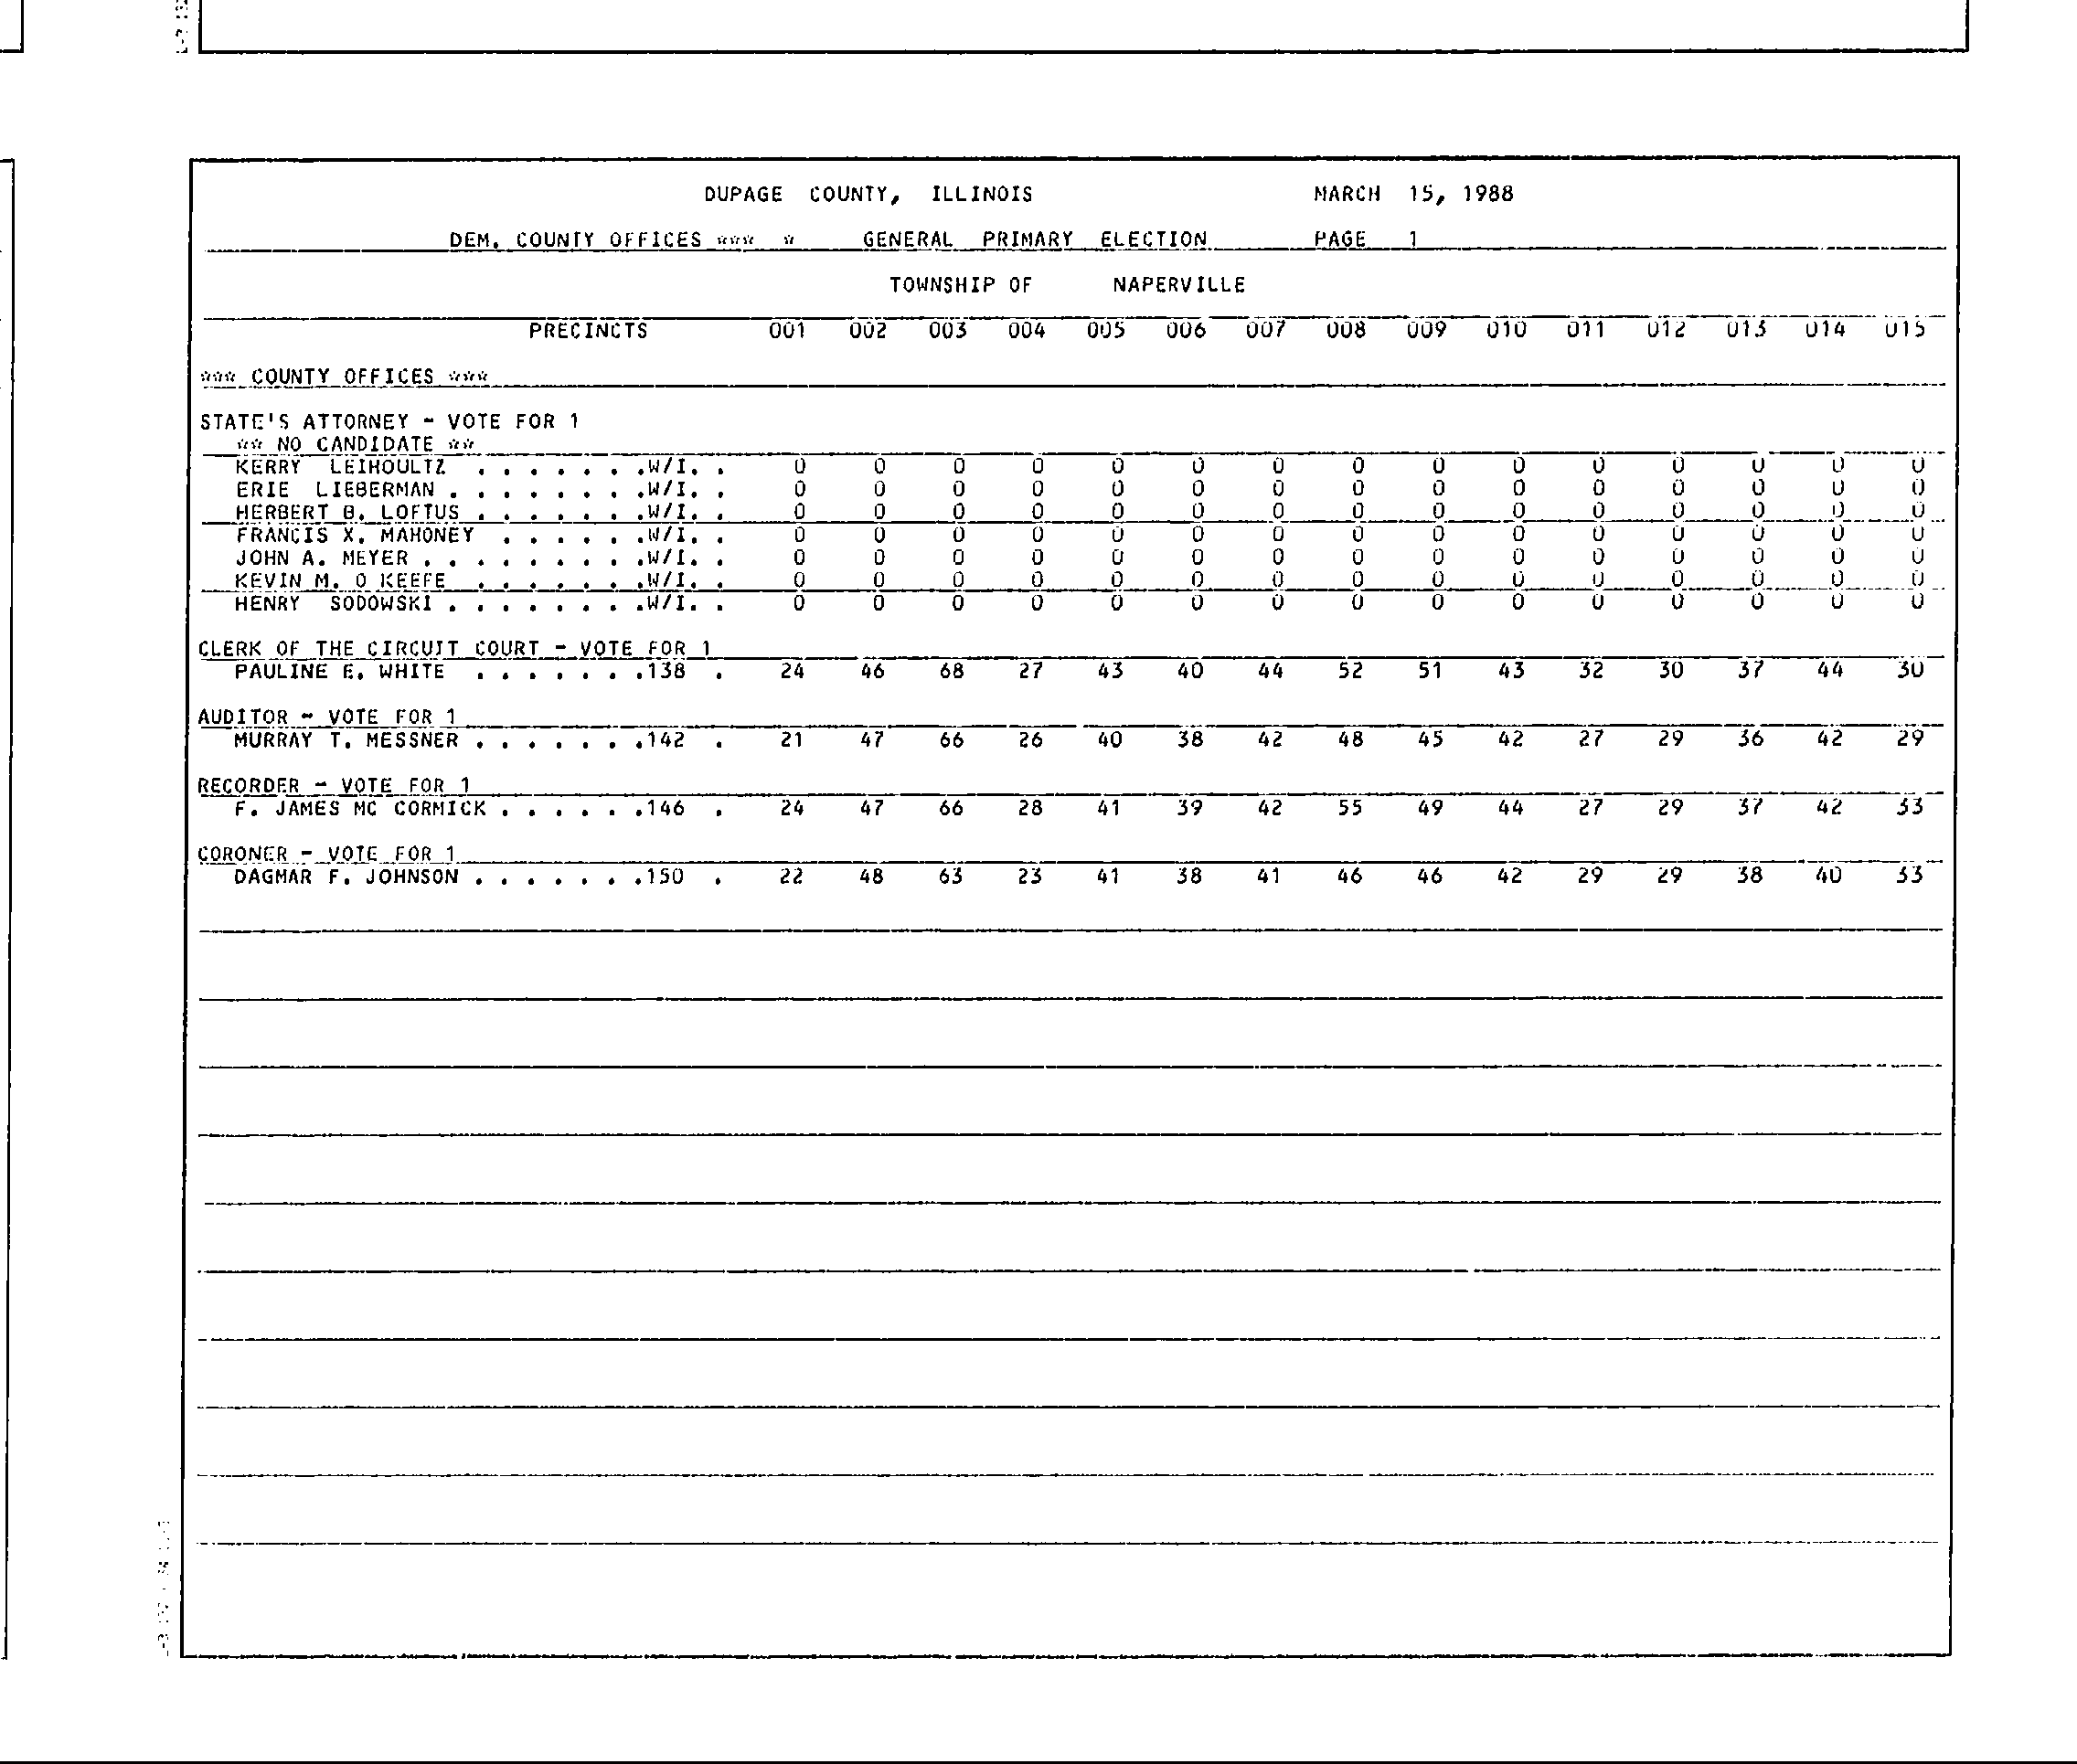 DUPAGE COUNTY, ILLINOIS MARCH 15, 1988
DEM. COUNTY OFFICES *** * GENERAL PRIMARY ELECTION PAGE 1
TOWNSHIP OF NAPERVILLE
PRECINCTS 001 002 003 004 005 006 007 008 009 010 011 012 013 014 015
*** COUNTY OFFICES ***
STATE'S ATTORNEY - VOTE FOR 1
** NO CANDIDATE **
KERRY LEIHOULTZ . . . . . . .W/I. . 0 0 0 0 0 0 0 0 0 0 0 0 0 0 0
ERIE LIEBERMAN . . . . . . . .W/I. . 0 0 0 0 0 0 0 0 0 0 0 0 0 0 0
HERBERT B. LOFTUS . . . . . . .W/I. . 0 0 0 0 0 0 0 0 0 0 0 0 0 0 0
FRANCIS X. MAHONEY . . . . . .W/I. . 0 0 0 0 0 0 0 0 0 0 0 0 0 0 0
JOHN A. MEYER . . . . . . . . .W/I. . 0 0 0 0 0 0 0 0 0 0 0 0 0 0 0
KEVIN M. O KEEFE . . . . . . .W/I. . 0 0 0 0 0 0 0 0 0 0 0 0 0 0 0
HENRY SODOWSKI . . . . . . . .W/I. . 0 0 0 0 0 0 0 0 0 0 0 0 0 0 0
CLERK OF THE CIRCUIT COURT - VOTE FOR 1
PAULINE E. WHITE . . . . . . .138 . 24 46 68 27 43 40 44 52 51 43 32 30 37 44 30
AUDITOR - VOTE FOR 1
MURRAY T. MESSNER . . . . . . .142 . 21 47 66 26 40 38 42 48 45 42 27 29 36 42 29
RECORDER - VOTE FOR 1
F. JAMES MC CORMICK . . . . . .146 . 24 47 66 28 41 39 42 55 49 44 27 29 37 42 33
CORONER - VOTE FOR 1
DAGMAR F. JOHNSON . . . . . . .150 . 22 48 63 23 41 38 41 46 46 42 29 29 38 40 33